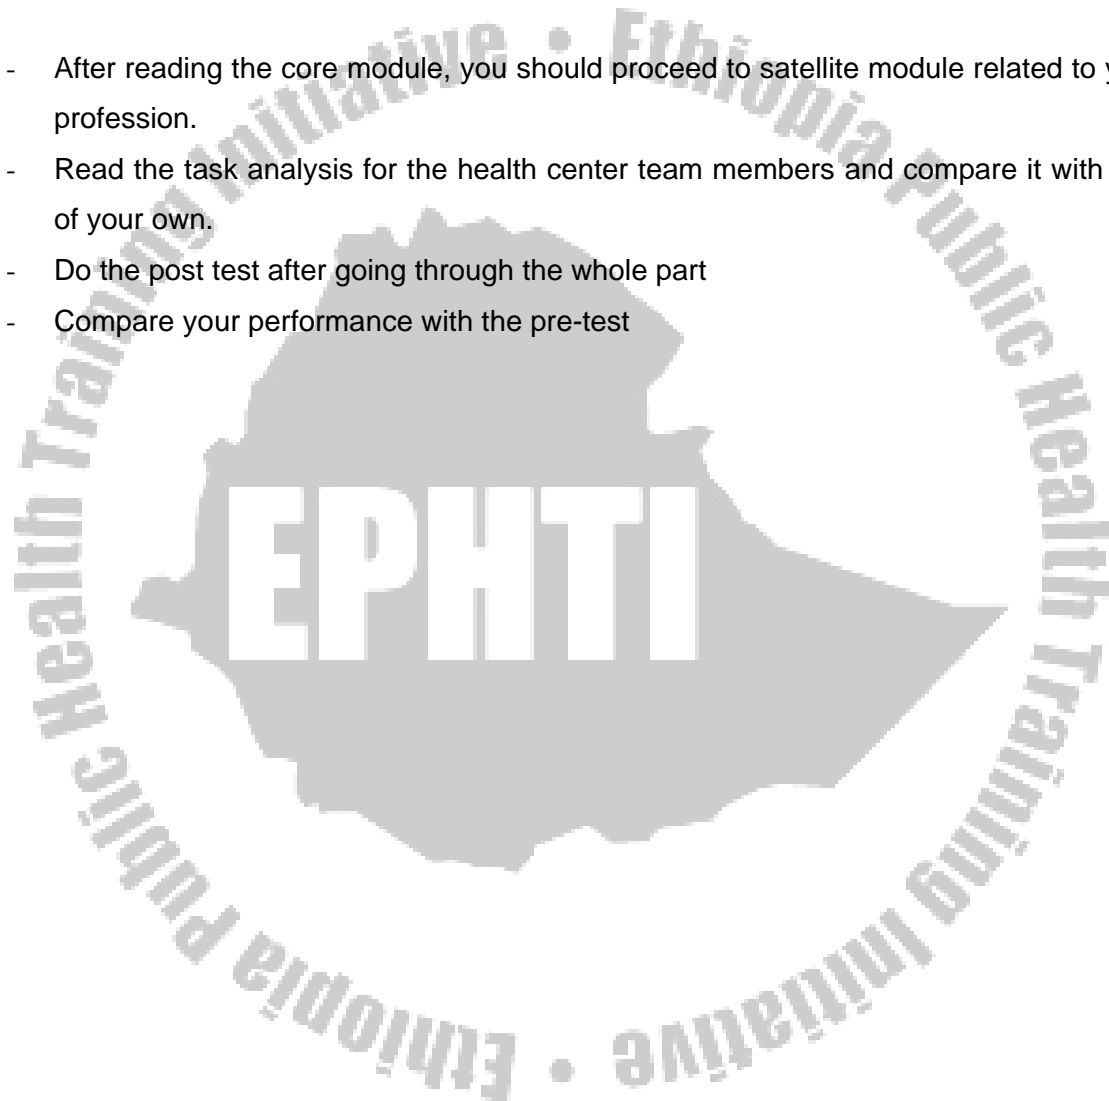 - After reading the core module, you should proceed to satellite module related to
profession.
- Read the task analysis for the health center team members and compare it with
of your own.
- Do the post test after going through the whole part
- Compare your performance with the pre-test
Ethiopia Public Health Training Initiative • Ethiopia Public Health Training Initiative •
EPHTI